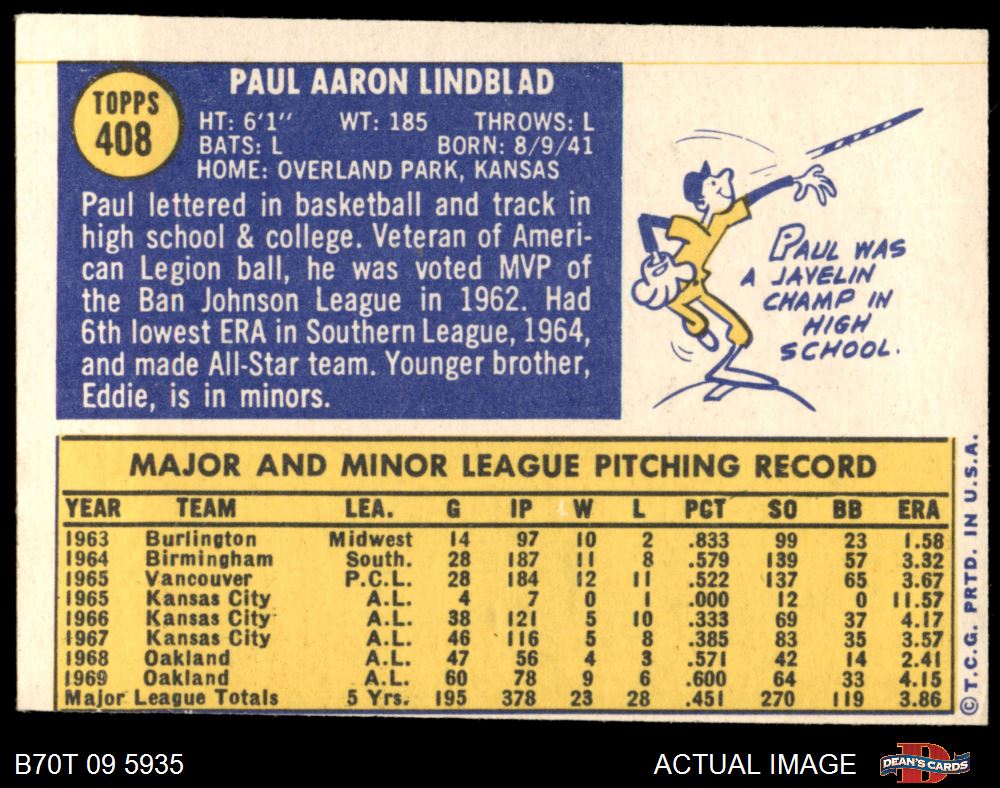 TOPPS
408
PAUL AARON LINDBLAD
HT: 6'1" WT: 185 THROWS: L
BATS: L BORN: 8/9/41
HOME: OVERLAND PARK, KANSAS
Paul lettered in basketball and track in
high school & college. Veteran of Ameri-
can Legion ball, he was voted MVP of
the Ban Johnson League in 1962. Had
6th lowest ERA in Southern League, 1964,
and made All-Star team. Younger brother,
Eddie, is in minors.
PAUL WAS
A JAVELIN
CHAMP IN
HIGH
SCHOOL.
MAJOR AND MINOR LEAGUE PITCHING RECORD
YEAR TEAM LEA. G IP W L PCT SO BB ERA
1963 Burlington Midwest 14 97 10 2 .833 99 23 1.58
1964 Birmingham South. 28 187 11 8 .579 139 57 3.32
1965 Vancouver P.C.L. 28 184 12 11 .522 137 65 3.67
1965 Kansas City A.L. 4 7 0 1 .000 12 0 11.57
1966 Kansas City A.L. 38 121 5 10 .333 69 37 4.17
1967 Kansas City A.L. 46 116 5 8 .385 83 35 3.57
1968 Oakland A.L. 47 56 4 3 .571 42 14 2.41
1969 Oakland A.L. 60 78 9 6 .600 64 33 4.15
Major League Totals 5 Yrs. 195 378 23 28 .451 270 119 3.86
© T.C.G. PRTD. IN U.S.A.
B70T 09 5935
ACTUAL IMAGE
DEAN'S CARDS